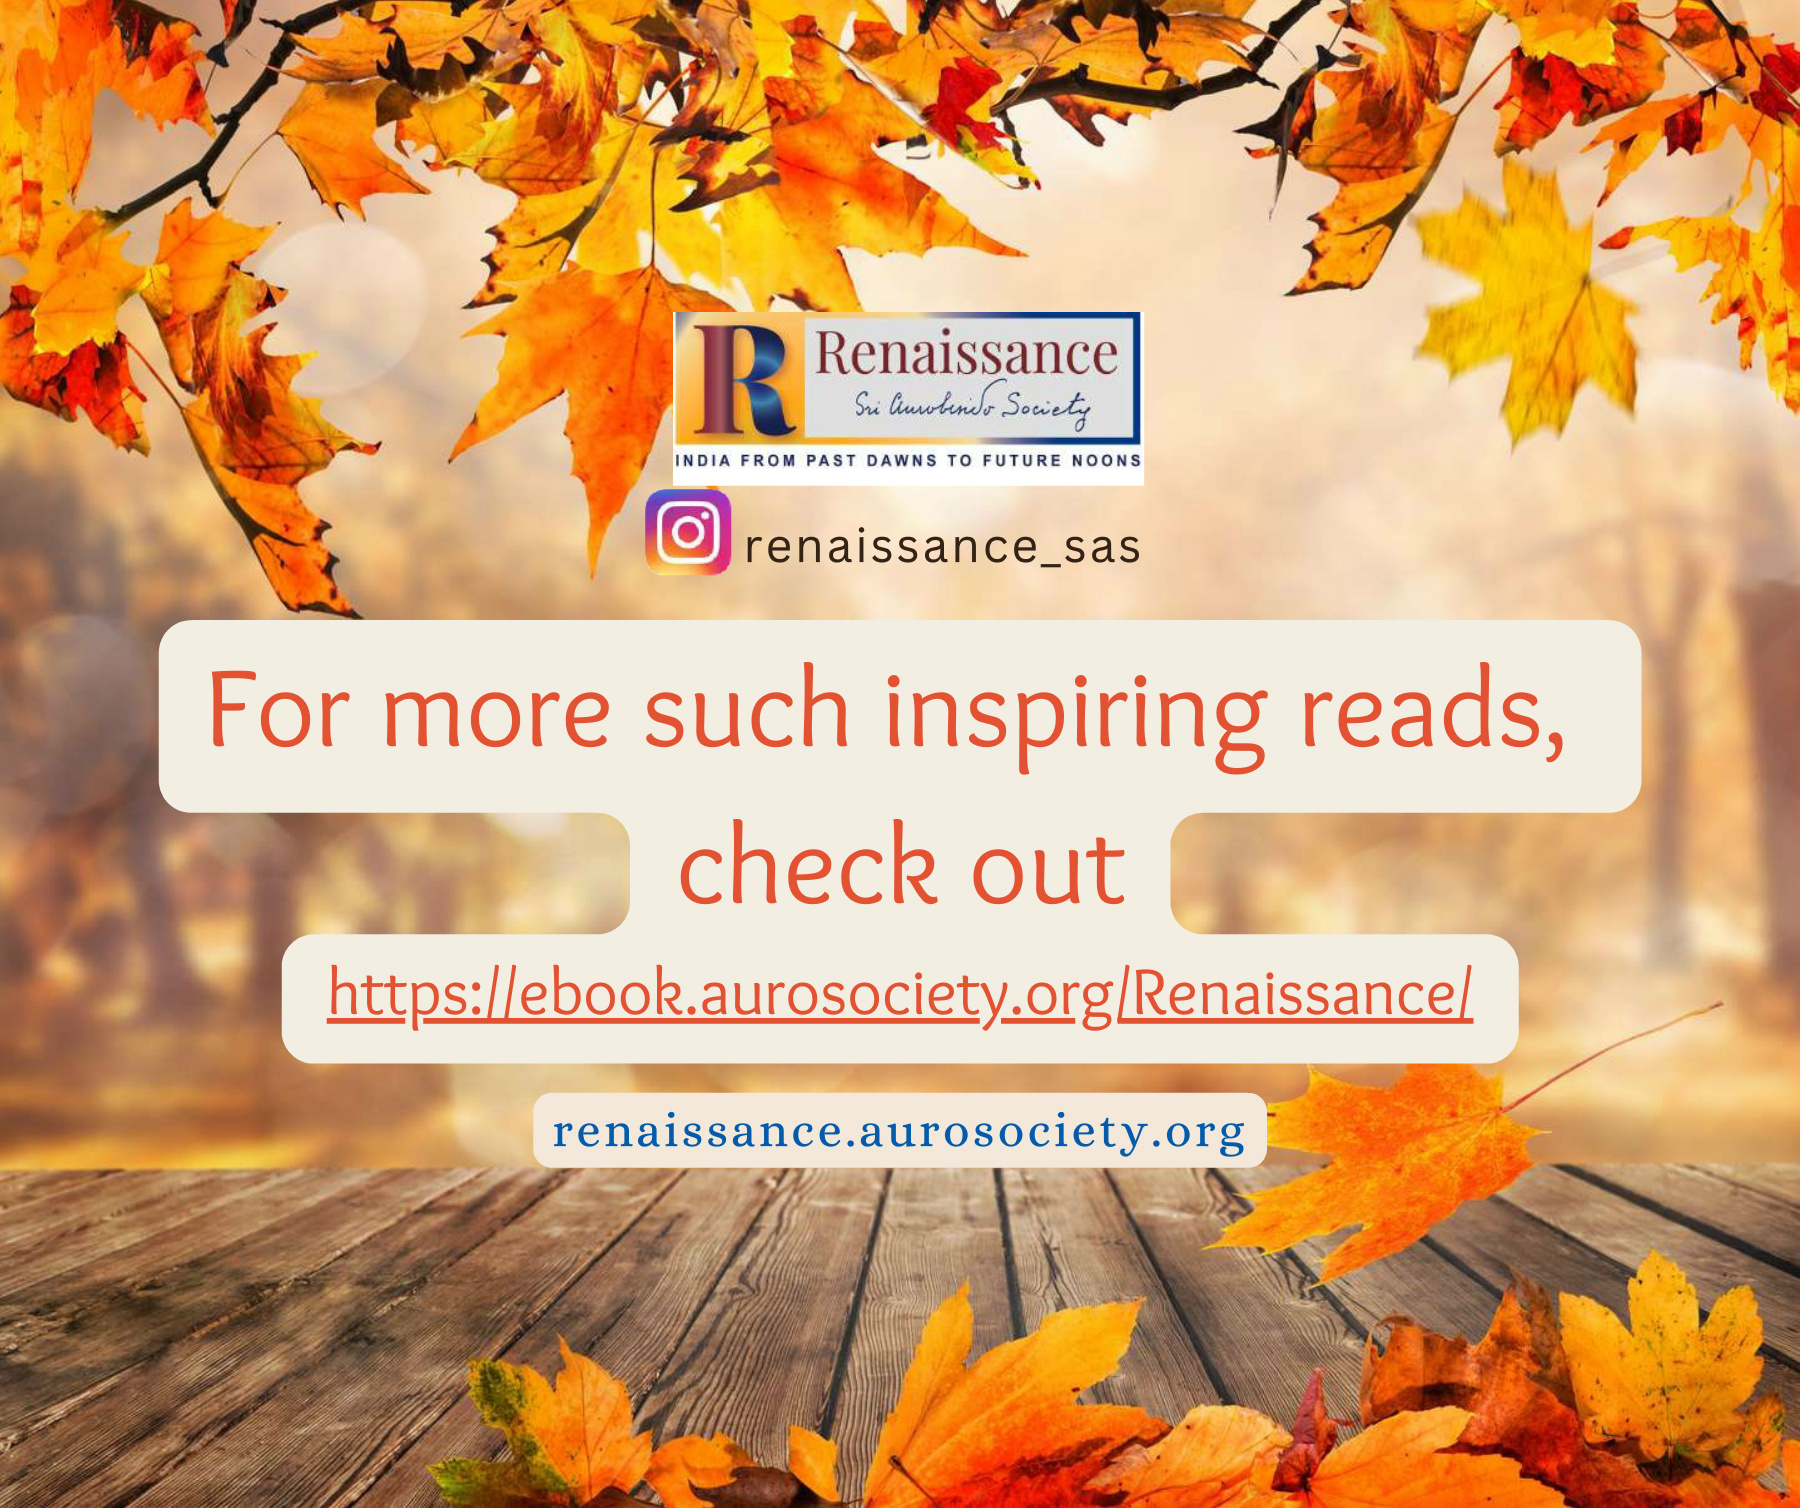 R Renaissance
Sri Aurobindo Society
INDIA FROM PAST DAWNS TO FUTURE NOONS
renaissance_sas
For more such inspiring reads,
check out
https://ebook.aurosociety.org/Renaissance/
renaissance.aurosociety.org